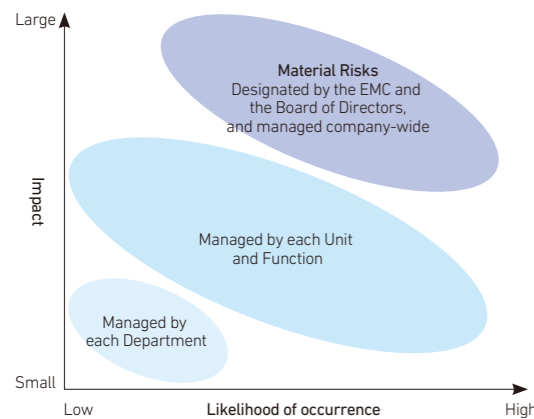 Large
Material Risks
Designated by the EMC and
the Board of Directors,
and managed company-wide
Impact
Managed by each Unit
and Function
Managed by
each Department
Small
Low
Likelihood of occurrence
High